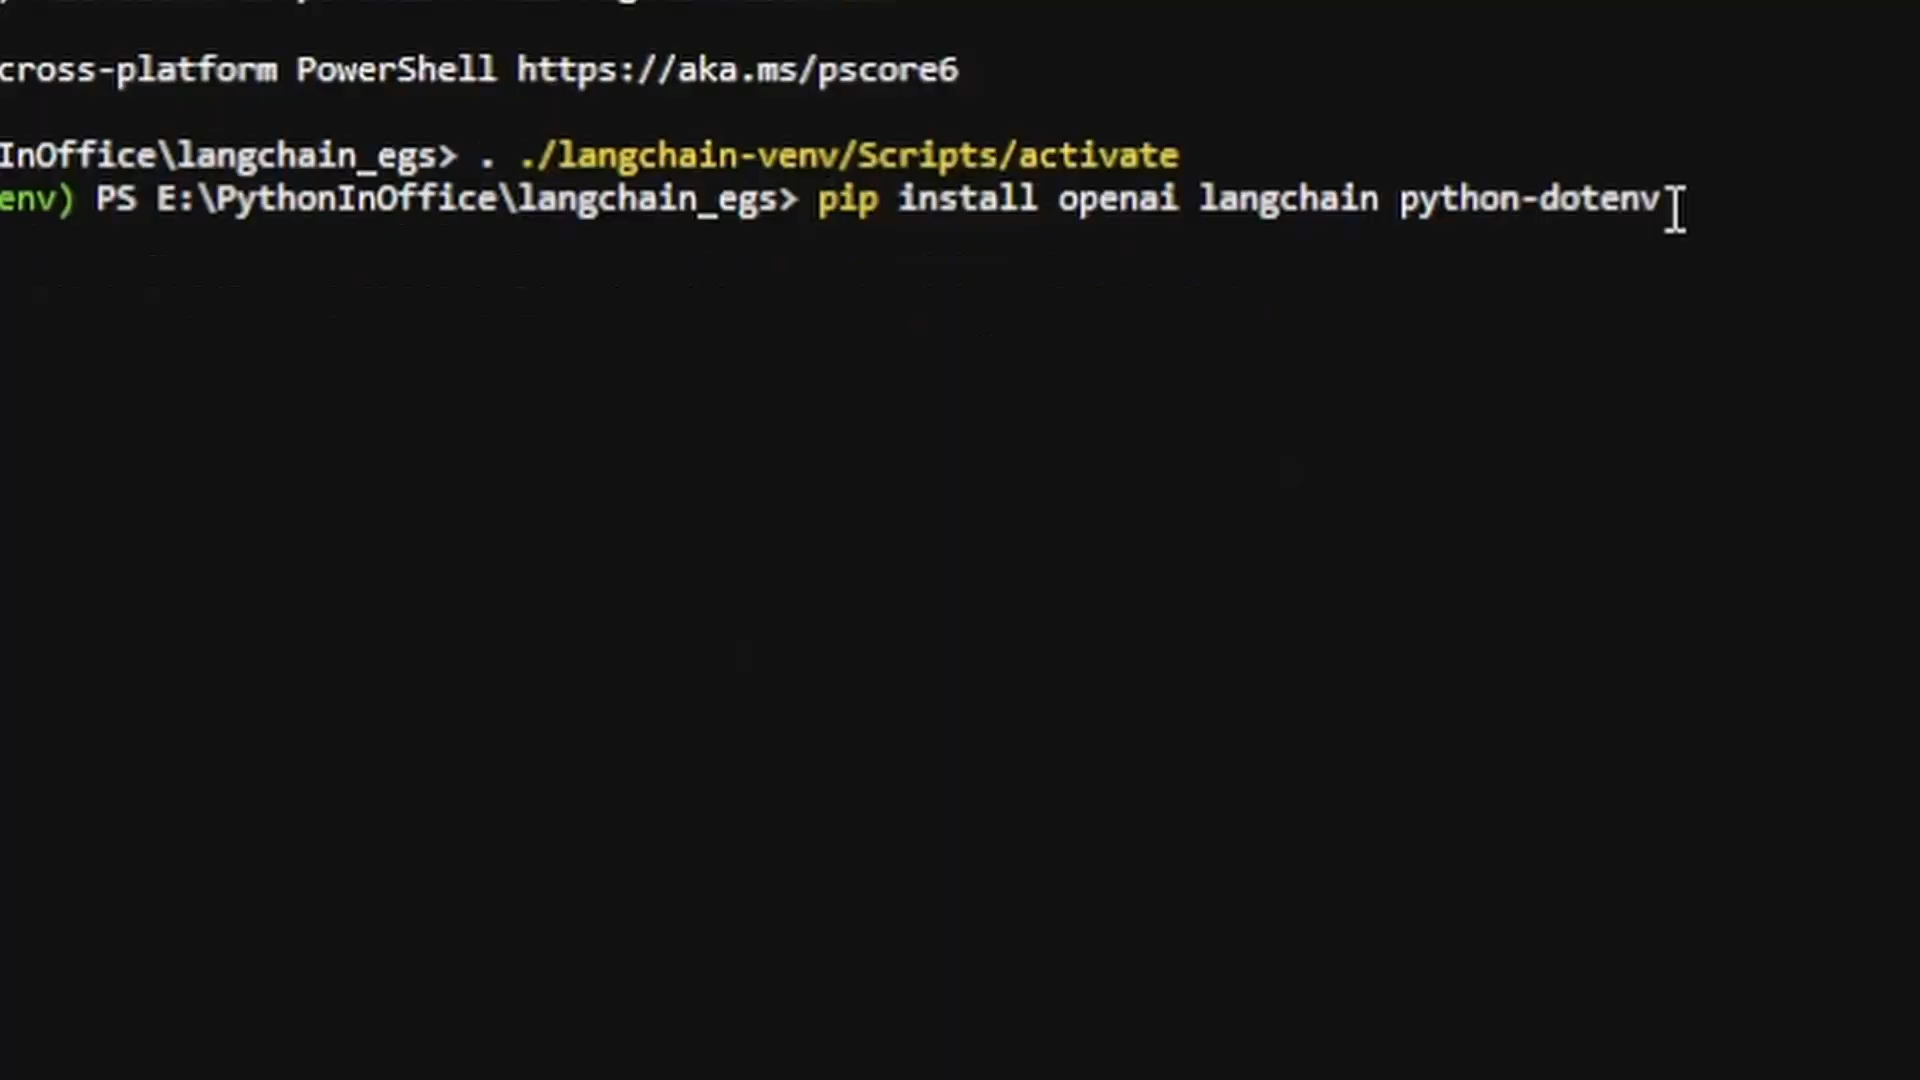 cross-platform PowerShell https://aka.ms/pscore6
InOffice\langchain_egs> . ./langchain-venv/Scripts/activate
env) PS E:\PythonInOffice\langchain_egs> pip install openai langchain python-dotenv